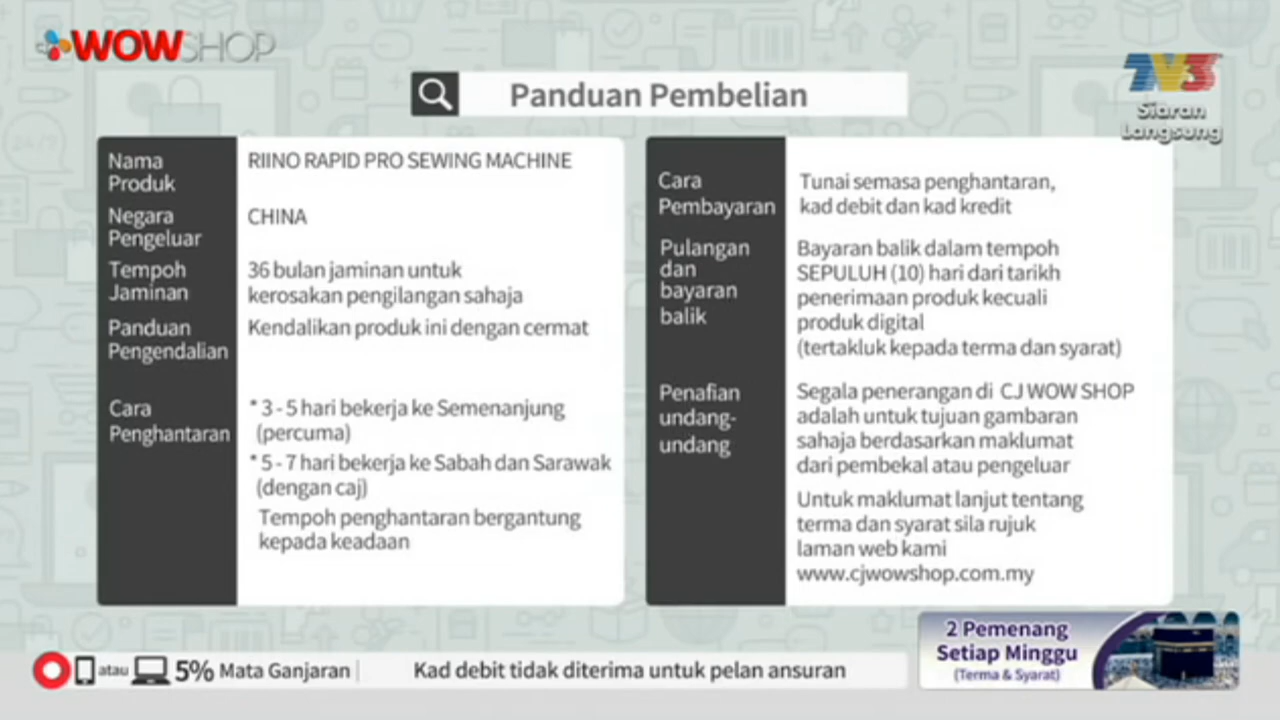 WOWSHOP
TV3
Siaran
Langsung
Panduan Pembelian
Nama
Produk
RIINO RAPID PRO SEWING MACHINE
Negara
Pengeluar
CHINA
Tempoh
Jaminan
36 bulan jaminan untuk
kerosakan pengilangan sahaja
Panduan
Pengendalian
Kendalikan produk ini dengan cermat
Cara
Penghantaran
* 3 - 5 hari bekerja ke Semenanjung
(percuma)
* 5 - 7 hari bekerja ke Sabah dan Sarawak
(dengan caj)
Tempoh penghantaran bergantung
kepada keadaan
Cara
Pembayaran
Tunai semasa penghantaran,
kad debit dan kad kredit
Pulangan
dan
bayaran
balik
Bayaran balik dalam tempoh
SEPULUH (10) hari dari tarikh
penerimaan produk kecuali
produk digital
(tertakluk kepada terma dan syarat)
Penafian
undang-
undang
Segala penerangan di CJ WOW SHOP
adalah untuk tujuan gambaran
sahaja berdasarkan maklumat
dari pembekal atau pengeluar
Untuk maklumat lanjut tentang
terma dan syarat sila rujuk
laman web kami
www.cjwowshop.com.my
atau 5% Mata Ganjaran | Kad debit tidak diterima untuk pelan ansuran
2 Pemenang
Setiap Minggu
(Terma & Syarat)